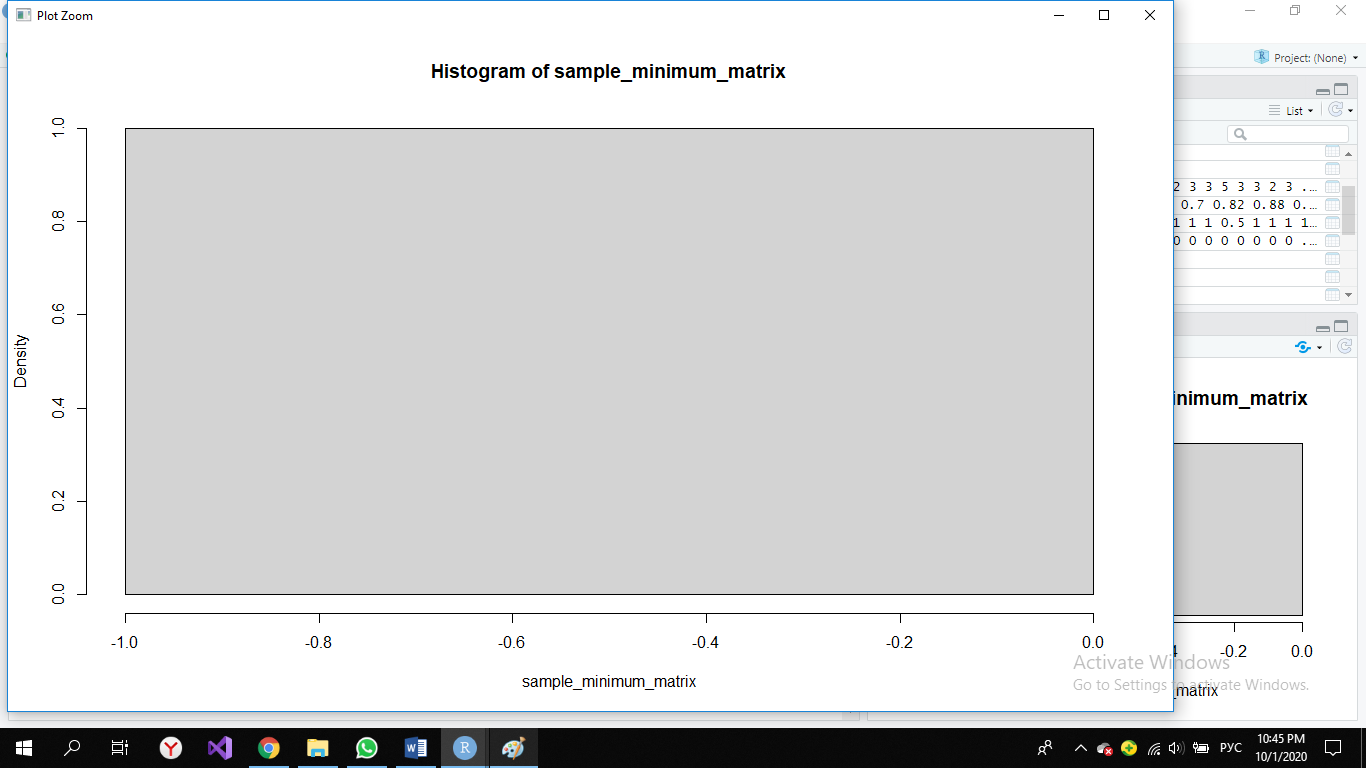 Plot Zoom
Histogram of sample_minimum_matrix
Density
1.0
0.8
0.6
0.4
0.2
0.0
-1.0 -0.8 -0.6 -0.4 -0.2 0.0
sample_minimum_matrix
Project: (None)
List
2 3 3 5 3 3 2 3 ...
0.7 0.82 0.88 0...
1 1 1 0.5 1 1 1 1...
0 0 0 0 0 0 0 0 ...
inimum_matrix
-0.2 0.0
matrix
Activate Windows
Go to Settings to activate Windows.
РУС
10:45 PM
10/1/2020